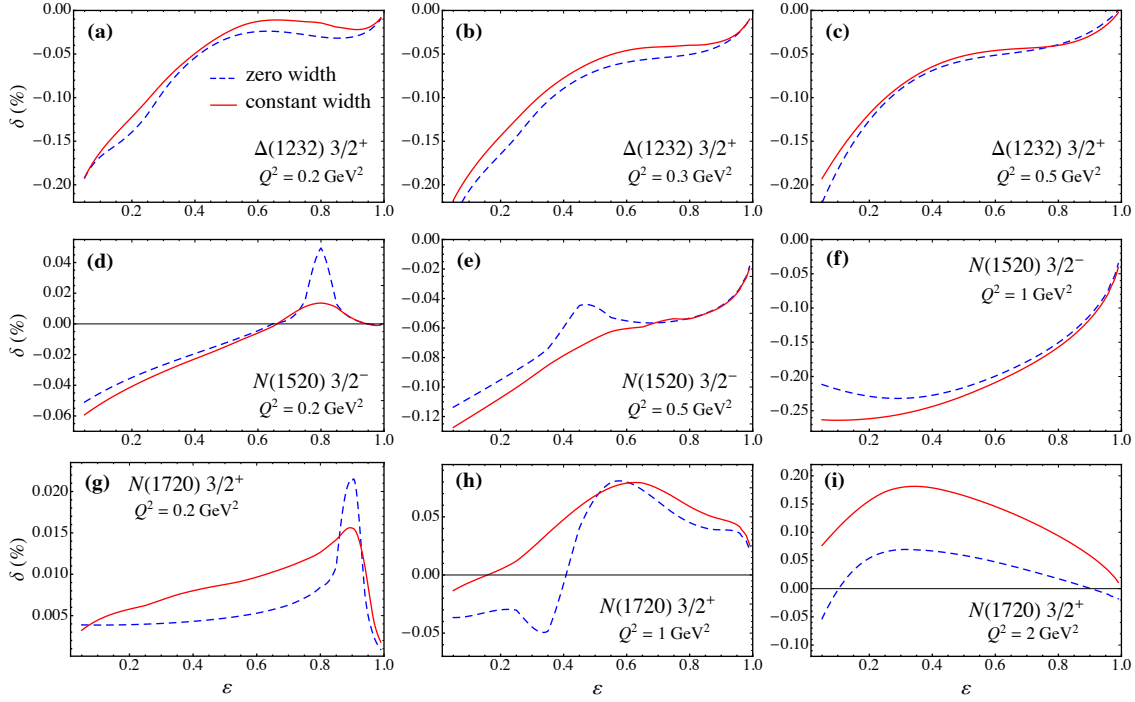 (a)
0.00
−0.05
−0.10
−0.15
−0.20
δ (%)
zero width
constant width
Δ(1232) 3/2⁺
Q² = 0.2 GeV²
0.2 0.4 0.6 0.8 1.0
(b)
0.00
−0.05
−0.10
−0.15
−0.20
Δ(1232) 3/2⁺
Q² = 0.3 GeV²
0.2 0.4 0.6 0.8 1.0
(c)
0.00
−0.05
−0.10
−0.15
−0.20
Δ(1232) 3/2⁺
Q² = 0.5 GeV²
0.2 0.4 0.6 0.8 1.0
(d)
0.04
0.02
0.00
−0.02
−0.04
−0.06
δ (%)
N(1520) 3/2⁻
Q² = 0.2 GeV²
0.2 0.4 0.6 0.8 1.0
(e)
0.00
−0.02
−0.04
−0.06
−0.08
−0.10
−0.12
N(1520) 3/2⁻
Q² = 0.5 GeV²
0.2 0.4 0.6 0.8 1.0
(f)
0.00
−0.05
−0.10
−0.15
−0.20
−0.25
N(1520) 3/2⁻
Q² = 1 GeV²
0.2 0.4 0.6 0.8 1.0
(g)
0.020
0.015
0.010
0.005
δ (%)
N(1720) 3/2⁺
Q² = 0.2 GeV²
0.2 0.4 0.6 0.8 1.0
ε
(h)
0.05
0.00
−0.05
N(1720) 3/2⁺
Q² = 1 GeV²
0.2 0.4 0.6 0.8 1.0
ε
(i)
0.20
0.15
0.10
0.05
0.00
−0.05
−0.10
N(1720) 3/2⁺
Q² = 2 GeV²
0.2 0.4 0.6 0.8 1.0
ε